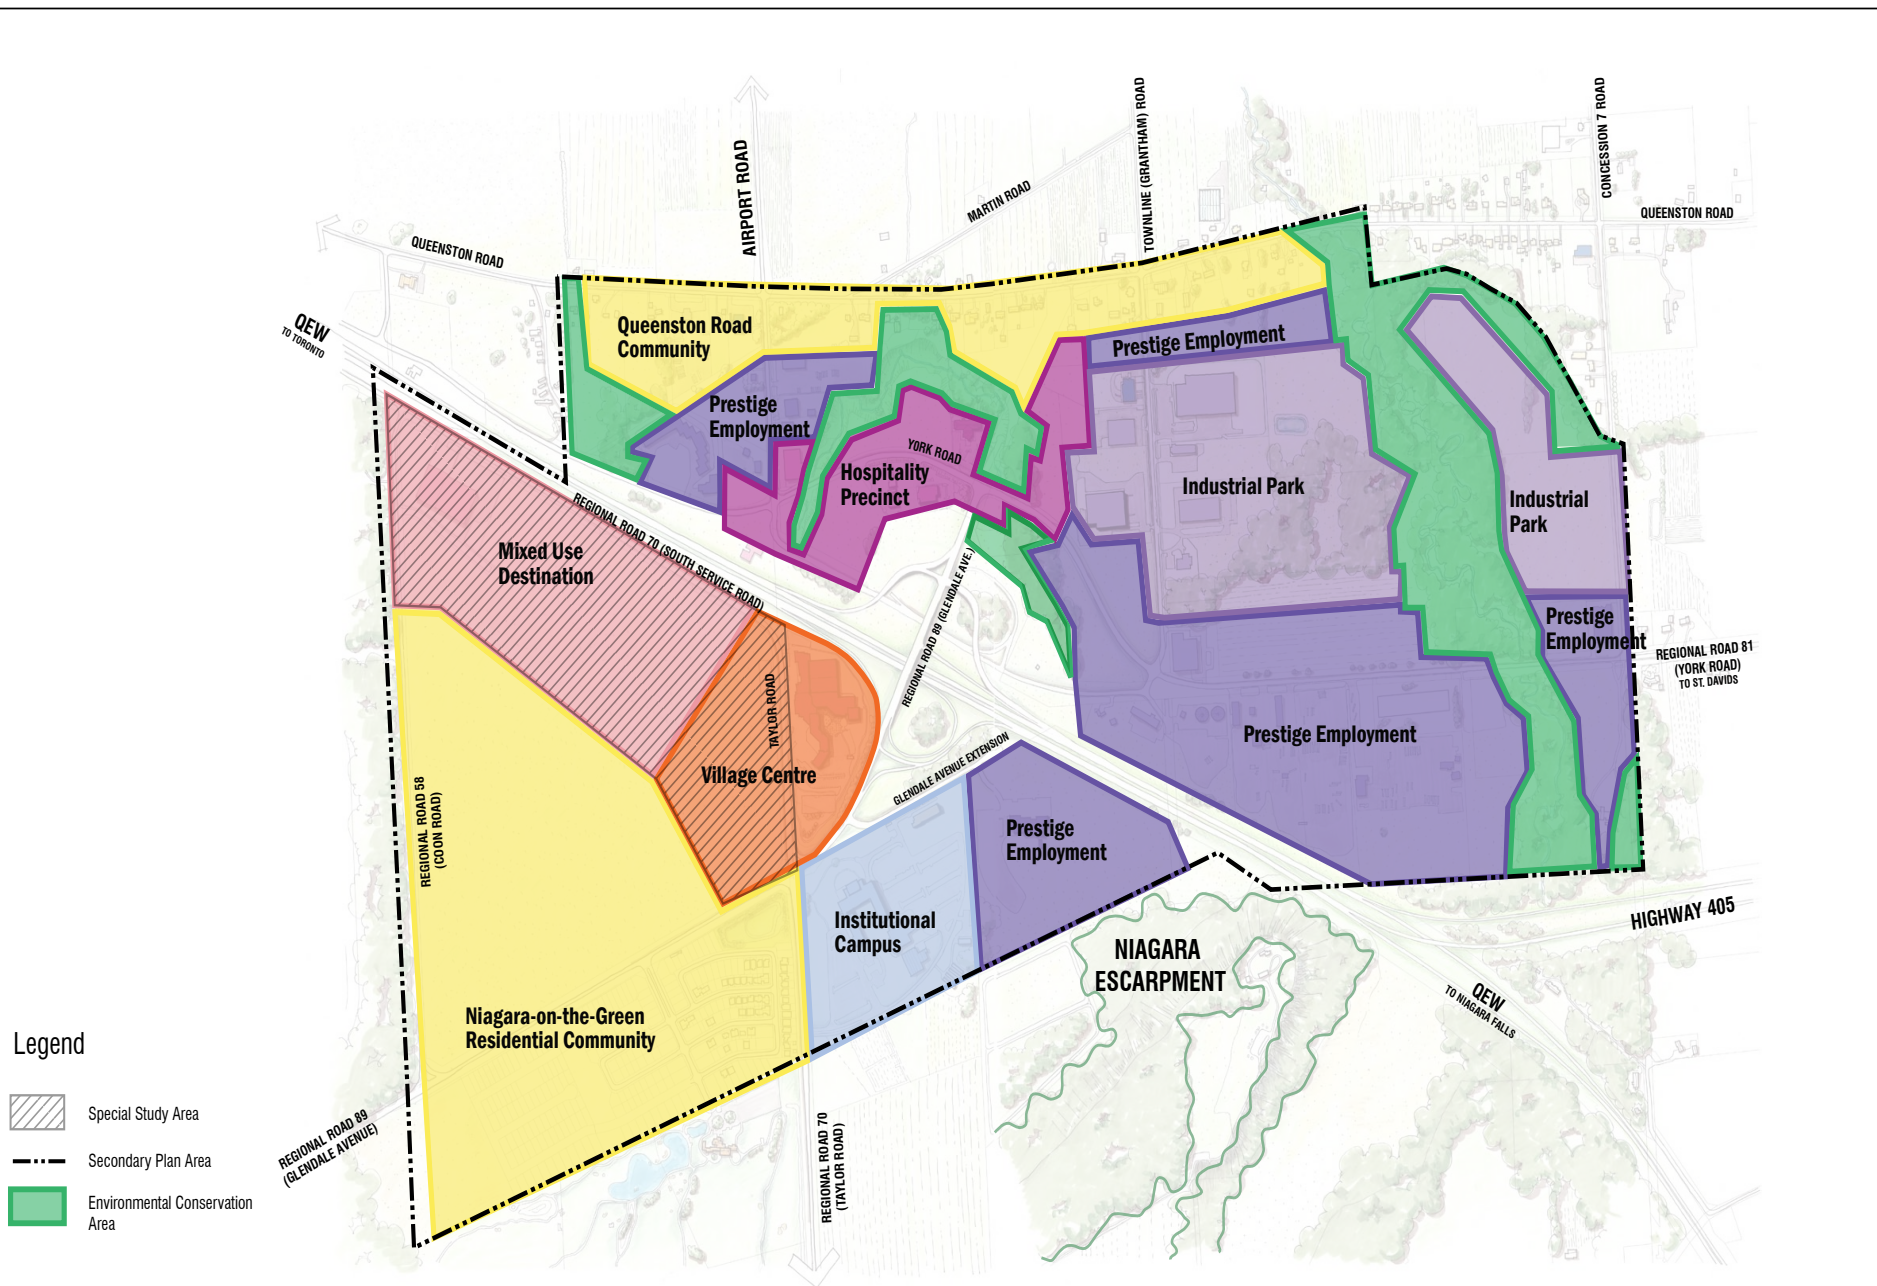 AIRPORT ROAD
TOWNLINE (GRANTHAM) ROAD
CONCESSION 7 ROAD
MARTIN ROAD
QUEENSTON ROAD
QUEENSTON ROAD
QEW
TO TORONTO
Queenston Road
Community
Prestige Employment
Prestige
Employment
YORK ROAD
Hospitality
Precinct
Industrial Park
Industrial
Park
REGIONAL ROAD 70 (SOUTH SERVICE ROAD)
Mixed Use
Destination
REGIONAL ROAD 89 (GLENDALE AVE.)
Prestige
Employment
REGIONAL ROAD 81
(YORK ROAD)
TO ST. DAVIDS
TAYLOR ROAD
Village Centre
Prestige Employment
GLENDALE AVENUE EXTENSION
REGIONAL ROAD 58
(COON ROAD)
Prestige
Employment
Institutional
Campus
HIGHWAY 405
NIAGARA
ESCARPMENT
QEW
TO NIAGARA FALLS
Niagara-on-the-Green
Residential Community
REGIONAL ROAD 89
(GLENDALE AVENUE)
REGIONAL ROAD 70
(TAYLOR ROAD)
Legend
Special Study Area
Secondary Plan Area
Environmental Conservation
Area